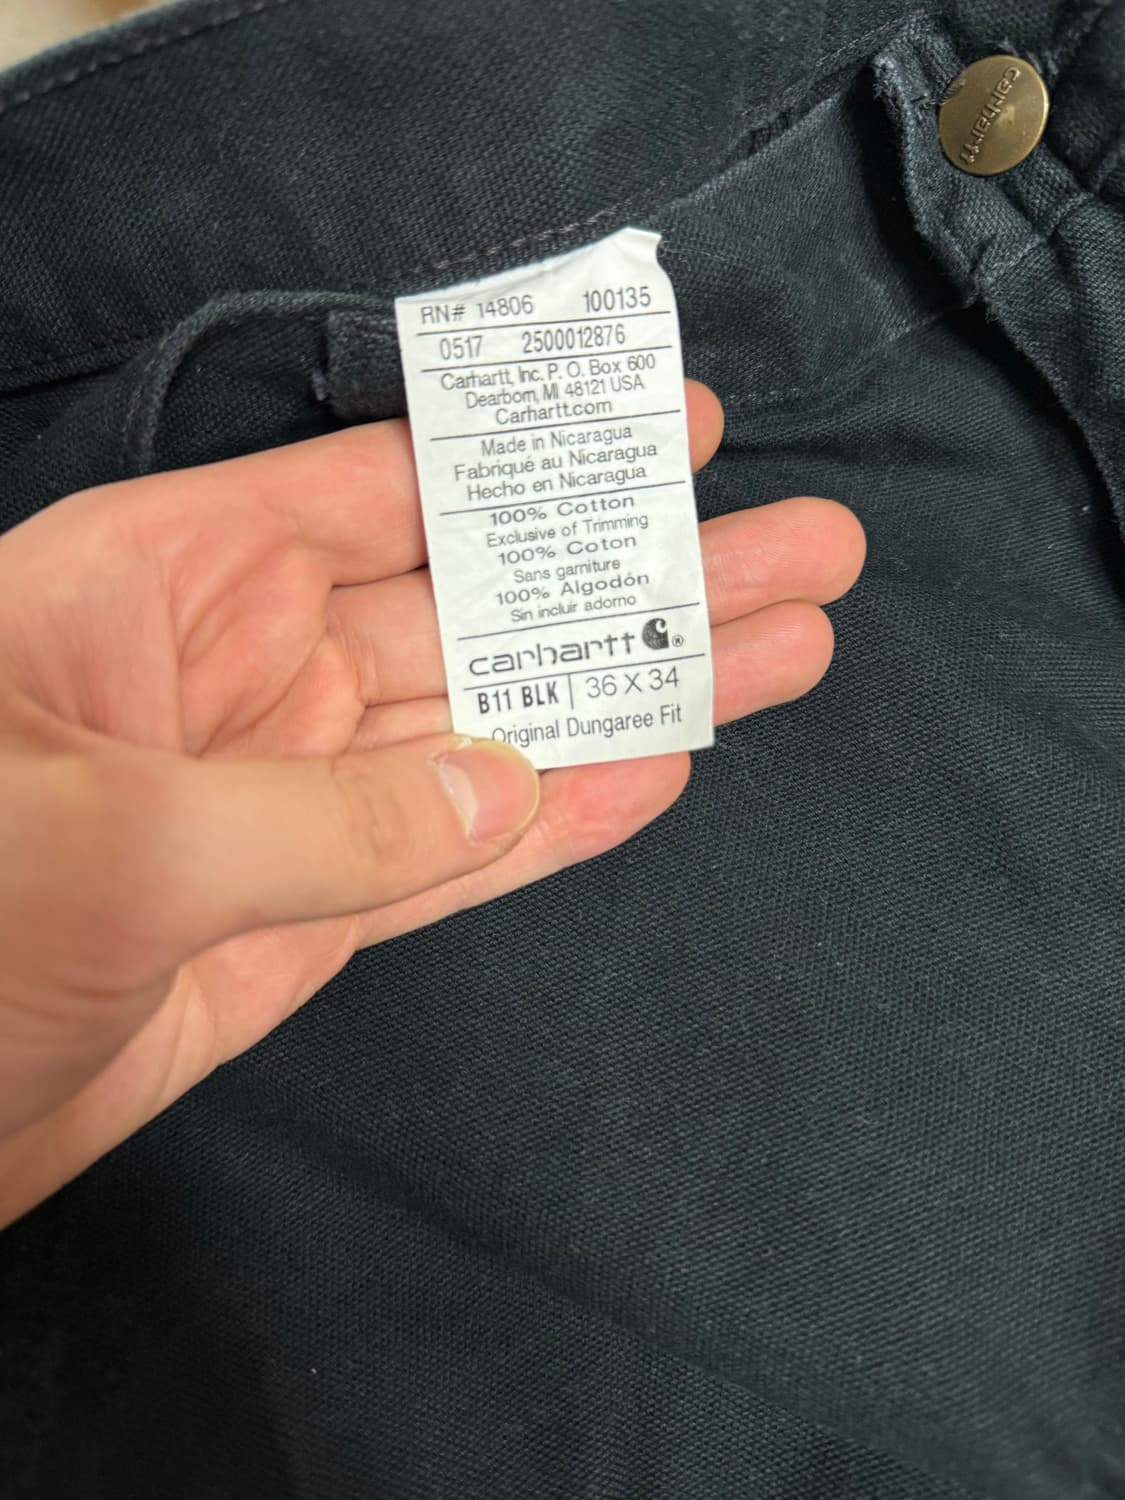 carhartt
RN# 14806 100135
0517 2500012876
Carhartt, Inc. P. O. Box 600
Dearborn, MI 48121 USA
Carhartt.com
Made in Nicaragua
Fabriqué au Nicaragua
Hecho en Nicaragua
100% Cotton
Exclusive of Trimming
100% Coton
Sans garniture
100% Algodón
Sin incluir adorno
carhartt ®
B11 BLK | 36 X 34
Original Dungaree Fit